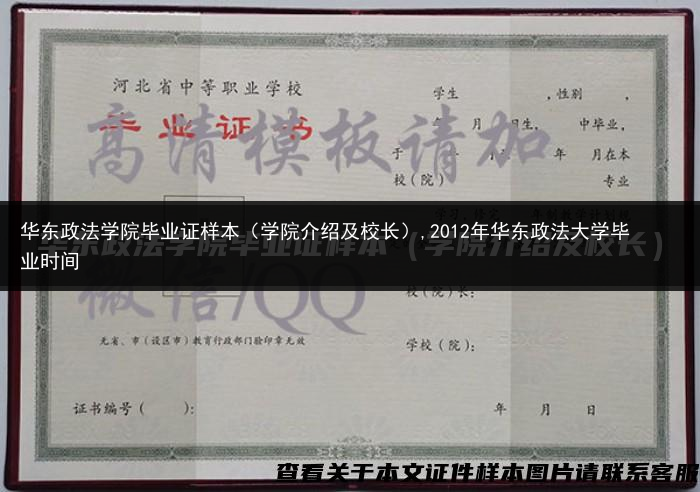 河北省中等职业学校
毕业证书
学生 ,性别 ,
年 月 日生, 中毕业,
于 年 月在本
校(院) 专业
高清模板请加
华东政法学院毕业证样本（学院介绍及校长）,2012年华东政法大学毕
业时间
微信/QQ
校(院)长:
无省、市(设区市)教育行政部门验印章无效
学校(院):
证书编号( ):
年 月 日
查看关于本文证件样本图片请联系客服